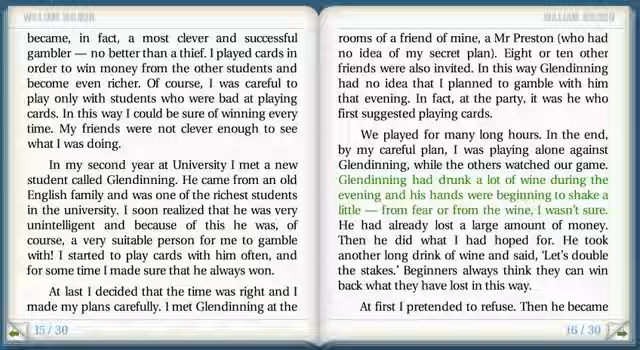 WILLIAM WILSON
became, in fact, a most clever and successful
gambler — no better than a thief. I played cards in
order to win money from the other students and
become even richer. Of course, I was careful to
play only with students who were bad at playing
cards. In this way I could be sure of winning every
time. My friends were not clever enough to see
what I was doing.
In my second year at University I met a new
student called Glendinning. He came from an old
English family and was one of the richest students
in the university. I soon realized that he was very
unintelligent and because of this he was, of
course, a very suitable person for me to gamble
with! I started to play cards with him often, and
for some time I made sure that he always won.
At last I decided that the time was right and I
made my plans carefully. I met Glendinning at the
15 / 30
WILLIAM WILSON
rooms of a friend of mine, a Mr Preston (who had
no idea of my secret plan). Eight or ten other
friends were also invited. In this way Glendinning
had no idea that I planned to gamble with him
that evening. In fact, at the party, it was he who
first suggested playing cards.
We played for many long hours. In the end,
by my careful plan, I was playing alone against
Glendinning, while the others watched our game.
Glendinning had drunk a lot of wine during the
evening and his hands were beginning to shake a
little — from fear or from the wine, I wasn't sure.
He had already lost a large amount of money.
Then he did what I had hoped for. He took
another long drink of wine and said, 'Let's double
the stakes.' Beginners always think they can win
back what they have lost in this way.
At first I pretended to refuse. Then he became
16 / 30